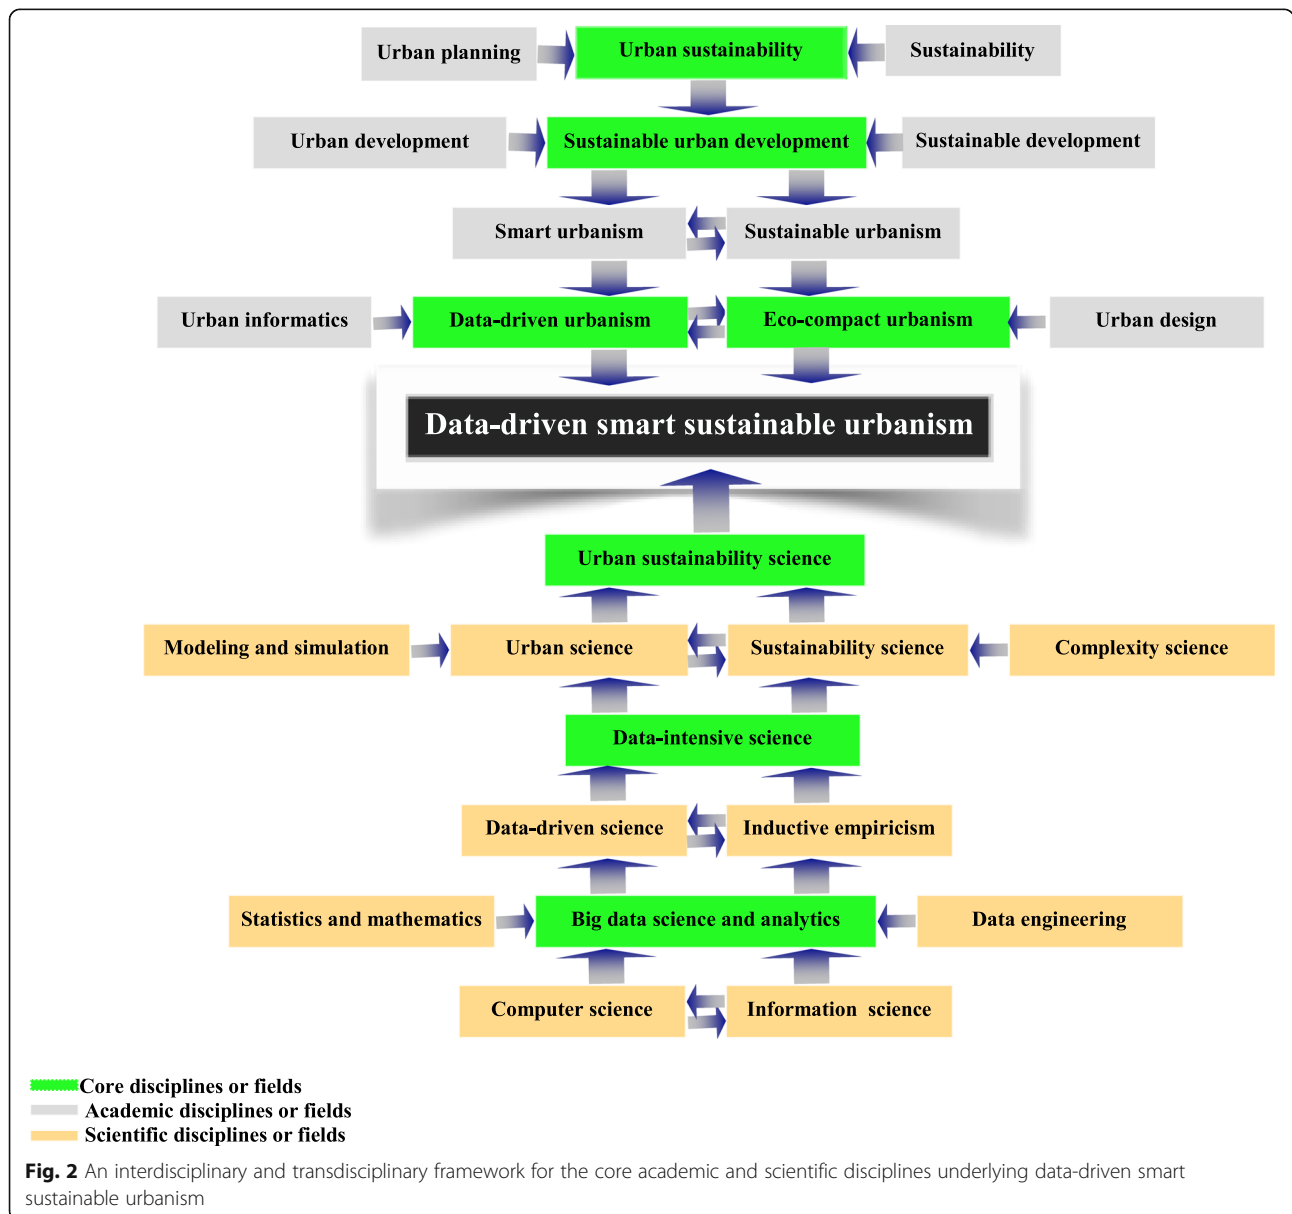 Urban planning
Urban sustainability
Sustainability
Urban development
Sustainable urban development
Sustainable development
Smart urbanism
Sustainable urbanism
Urban informatics
Data-driven urbanism
Eco-compact urbanism
Urban design
Data-driven smart sustainable urbanism
Urban sustainability science
Modeling and simulation
Urban science
Sustainability science
Complexity science
Data-intensive science
Data-driven science
Inductive empiricism
Statistics and mathematics
Big data science and analytics
Data engineering
Computer science
Information science
Core disciplines or fields
Academic disciplines or fields
Scientific disciplines or fields
Fig. 2 An interdisciplinary and transdisciplinary framework for the core academic and scientific disciplines underlying data-driven smart
sustainable urbanism